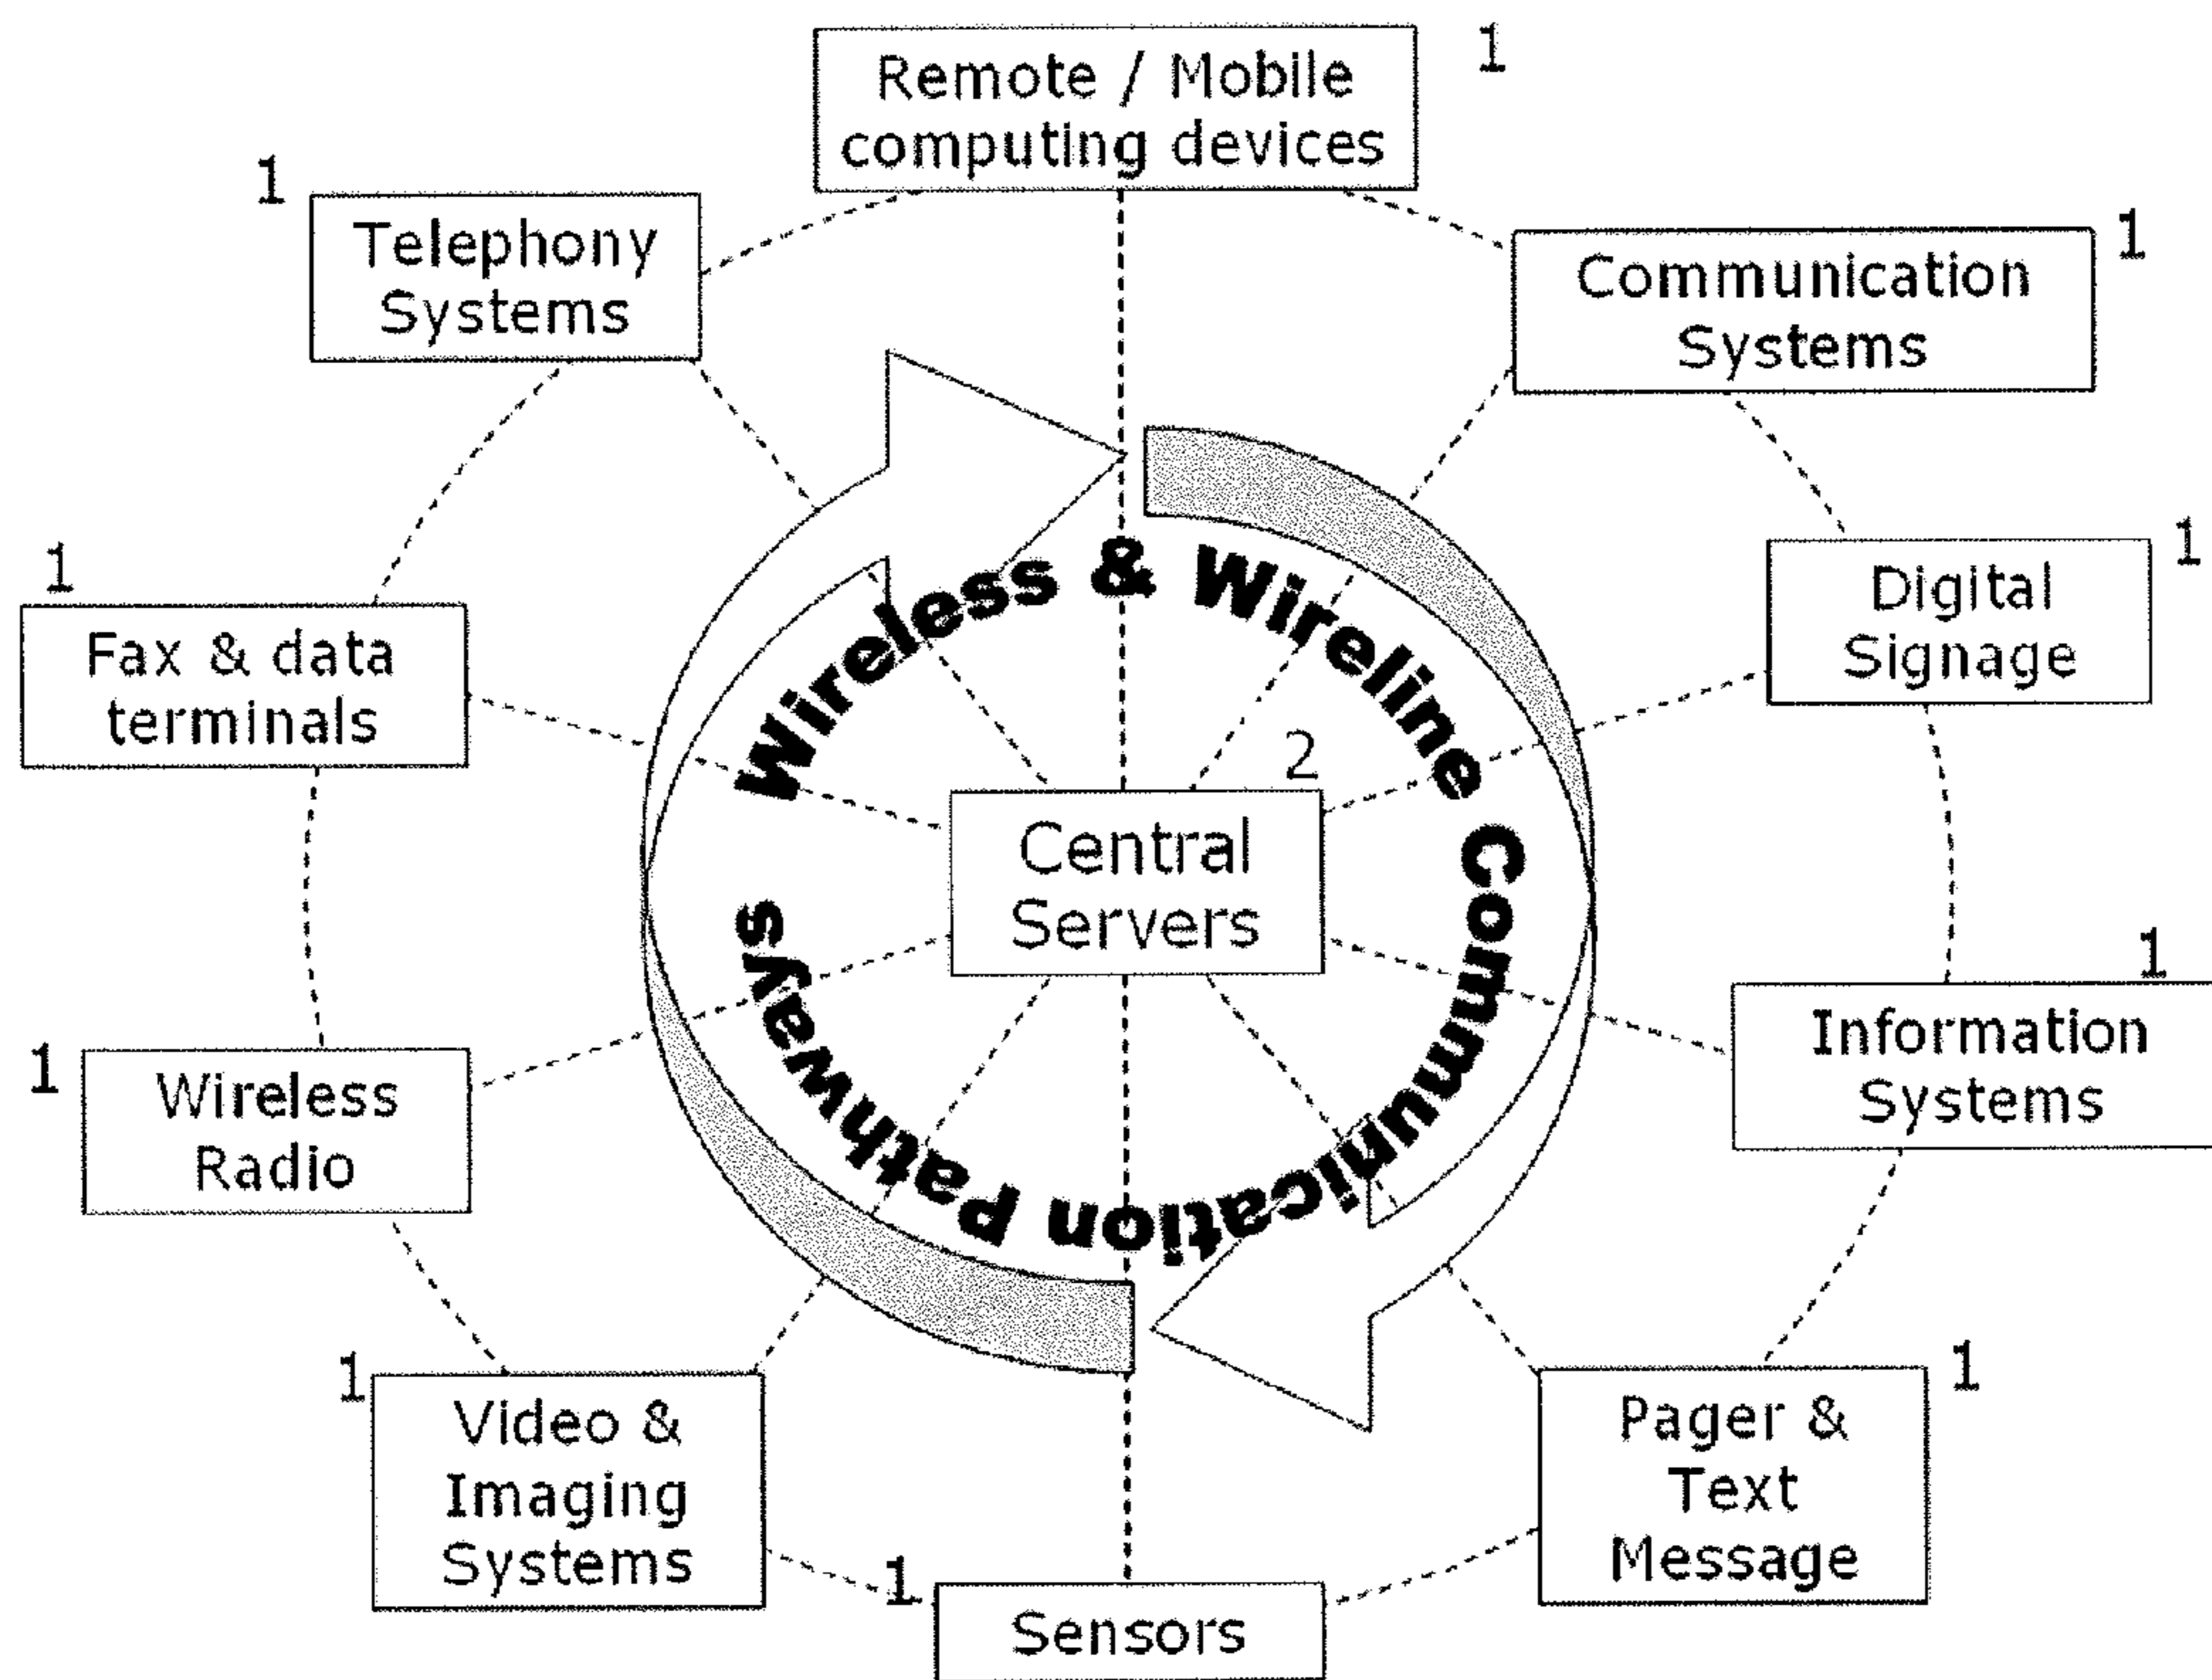 Remote / Mobile
computing devices
1
1
Telephony
Systems
Communication
Systems
1
1
Fax & data
terminals
Digital
Signage
1
Wireless & Wireline Communication Pathways
2
Central
Servers
1
Wireless
Radio
Information
Systems
1
1
Video &
Imaging
Systems
Pager &
Text
Message
1
1
Sensors